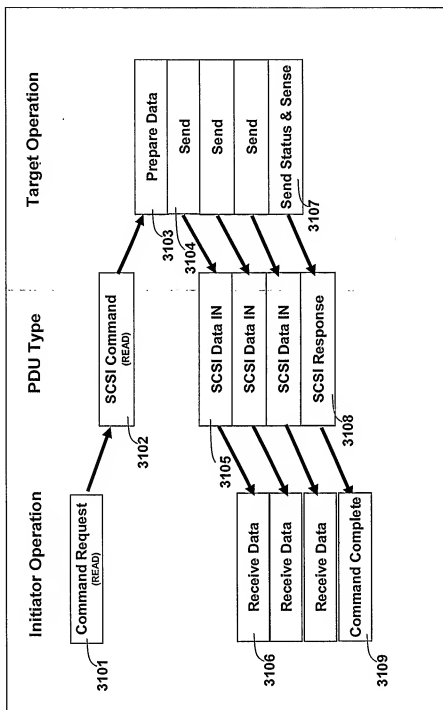 Initiator Operation
PDU Type
Target Operation
Command Request
(READ)
3101
SCSI Command
(READ)
3102
Prepare Data
3103
Send
3104
Send
Send
Send Status & Sense
3107
SCSI Data IN
3105
SCSI Data IN
SCSI Data IN
SCSI Response
3108
Receive Data
3106
Receive Data
Receive Data
Command Complete
3109